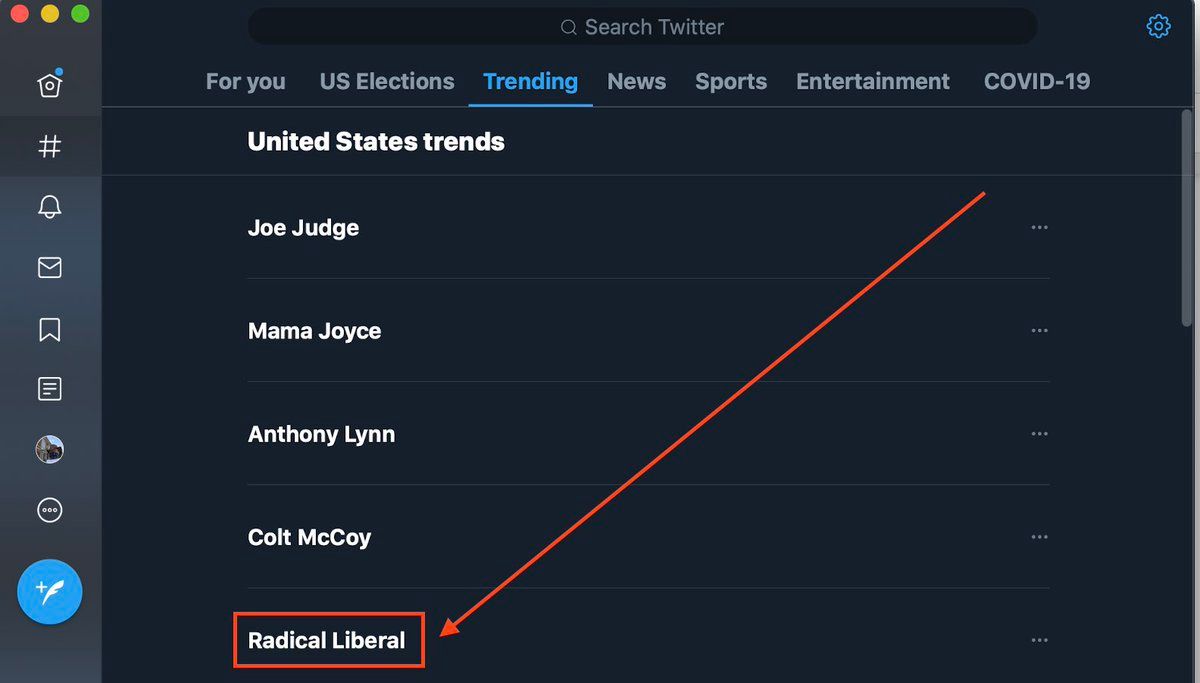 Search Twitter
For you US Elections Trending News Sports Entertainment COVID-19
United States trends
Joe Judge
Mama Joyce
Anthony Lynn
Colt McCoy
Radical Liberal